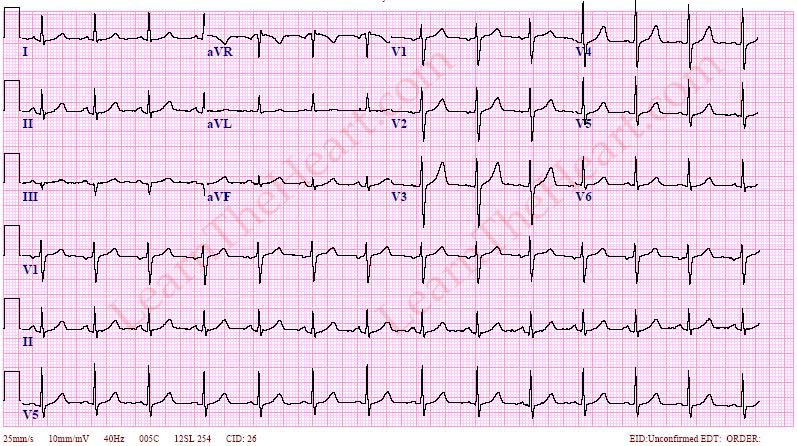 I aVR V1 V4
II aVL V2 V5
III aVF V3 V6
V1
II
V5
LearnTheHeart.com LearnTheHeart.com
25mm/s 10mm/mV 40Hz 005C 12SL 254 CID: 26 EID:Unconfirmed EDT: ORDER: